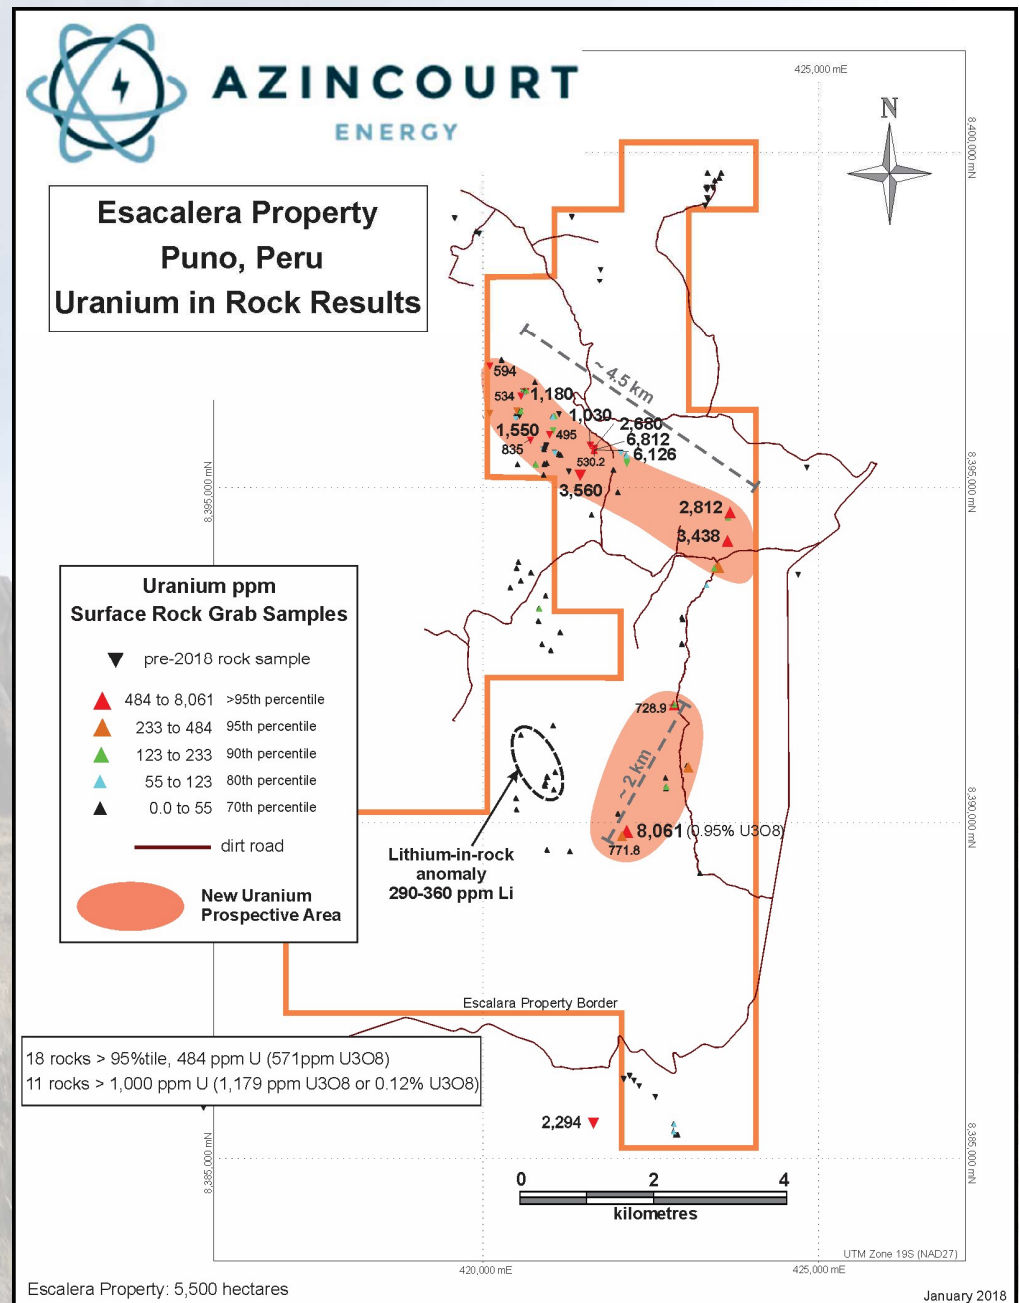 AZINCOURT
ENERGY
Esacalera Property
Puno, Peru
Uranium in Rock Results
425,000 mE
N
8,400,000 mN
~ 4.5 km
594
534
1,180
1,030
1,550
495
2,680
835
6,812
530.2
6,126
3,560
8,395,000 mN
8,395,000 mN
2,812
3,438
Uranium ppm
Surface Rock Grab Samples
pre-2018 rock sample
484 to 8,061 >95th percentile
233 to 484 95th percentile
123 to 233 90th percentile
55 to 123 80th percentile
0.0 to 55 70th percentile
dirt road
New Uranium
Prospective Area
728.9
~ 2 km
8,061 (0.95% U3O8)
771.8
8,390,000 mN
Lithium-in-rock
anomaly
290-360 ppm Li
Escalara Property Border
18 rocks > 95%tile, 484 ppm U (571ppm U3O8)
11 rocks > 1,000 ppm U (1,179 ppm U3O8 or 0.12% U3O8)
2,294
8,385,000 mN
8,385,000 mN
0 2 4
kilometres
UTM Zone 19S (NAD27)
420,000 mE
425,000 mE
Escalera Property: 5,500 hectares
January 2018